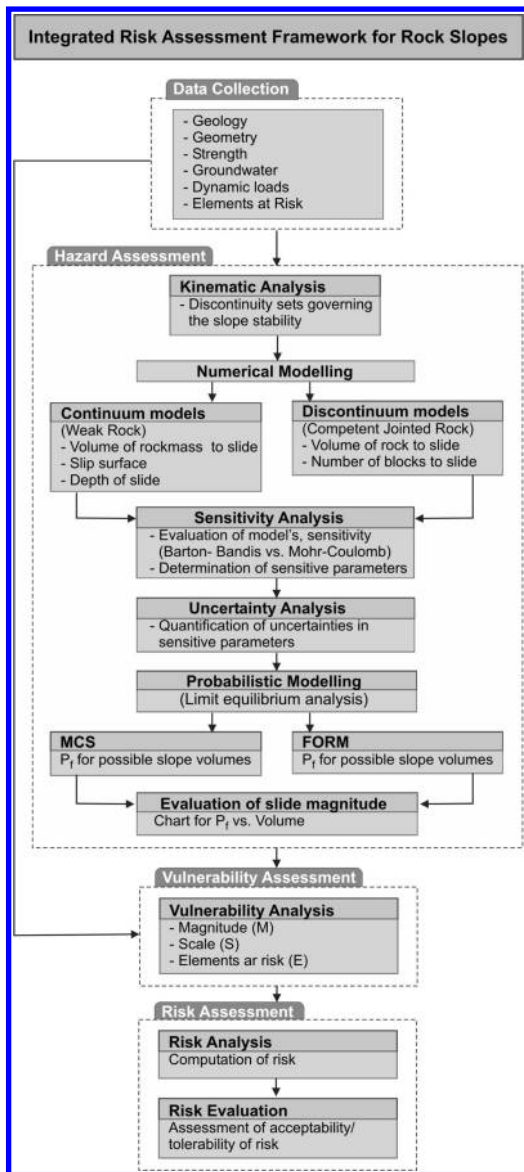 Integrated Risk Assessment Framework for Rock Slopes
Data Collection
- Geology
- Geometry
- Strength
- Groundwater
- Dynamic loads
- Elements at Risk
Hazard Assessment
Kinematic Analysis
- Discontinuity sets governing
the slope stability
Numerical Modelling
Continuum models
(Weak Rock)
- Volume of rockmass to slide
- Slip surface
- Depth of slide
Discontinuum models
(Competent Jointed Rock)
- Volume of rock to slide
- Number of blocks to slide
Sensitivity Analysis
- Evaluation of model's, sensitivity
(Barton- Bandis vs. Mohr-Coulomb)
- Determination of sensitive parameters
Uncertainty Analysis
- Quantification of uncertainties in
sensitive parameters
Probabilistic Modelling
(Limit equilibrium analysis)
MCS
Pf for possible slope volumes
FORM
Pf for possible slope volumes
Evaluation of slide magnitude
Chart for Pf vs. Volume
Vulnerability Assessment
Vulnerability Analysis
- Magnitude (M)
- Scale (S)
- Elements ar risk (E)
Risk Assessment
Risk Analysis
Computation of risk
Risk Evaluation
Assessment of acceptability/
tolerability of risk